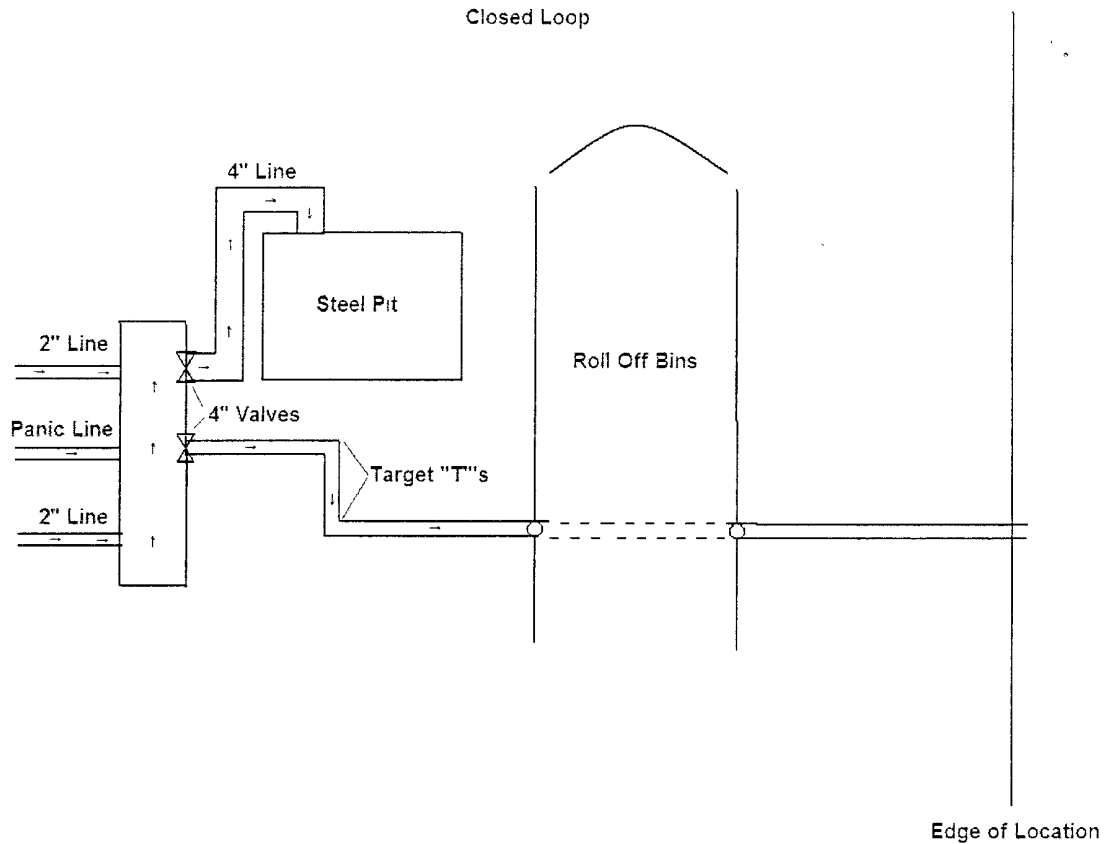 Closed Loop
4" Line
Steel Pit
2" Line
Roll Off Bins
4" Valves
Panic Line
Target "T"s
2" Line
Edge of Location